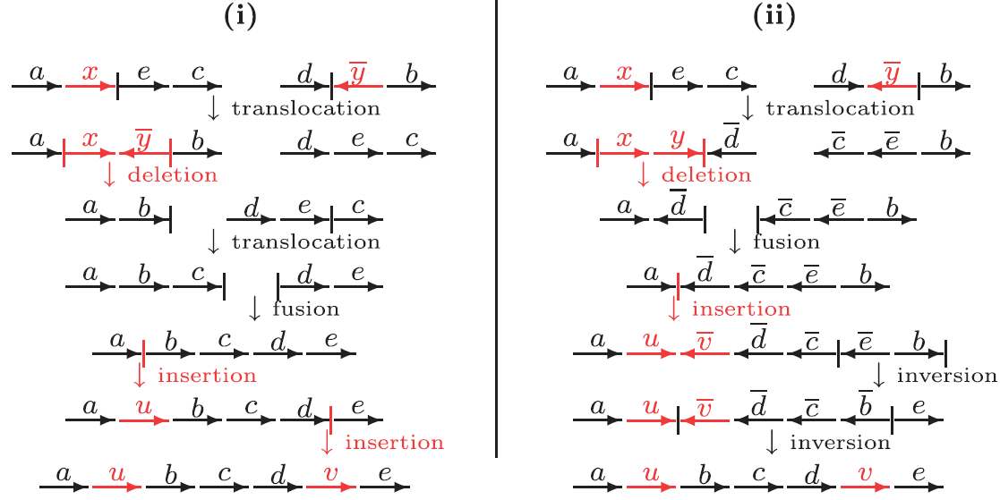 (i)
a x e c d y̅ b
↓ translocation
a x y̅ b d e c
↓ deletion
a b d e c
↓ translocation
a b c d e
↓ fusion
a b c d e
↓ insertion
a u b c d e
↓ insertion
a u b c d v e
(ii)
a x e c d y̅ b
↓ translocation
a x y d̅ c̅ e̅ b
↓ deletion
a d̅ c̅ e̅ b
↓ fusion
a d̅ c̅ e̅ b
↓ insertion
a u v̅ d̅ c̅ e̅ b
↓ inversion
a u v̅ d̅ c̅ b̅ e
↓ inversion
a u b c d v e